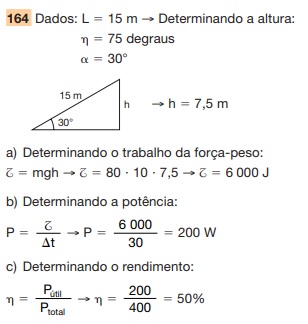 164 Dados: L = 15 m → Determinando a altura:
η = 75 degraus
α = 30°
15 m
h → h = 7,5 m
30°
a) Determinando o trabalho da força-peso:
𝒯 = mgh → 𝒯 = 80 · 10 · 7,5 → 𝒯 = 6 000 J
b) Determinando a potência:
P = 𝒯/Δt → P = 6 000/30 = 200 W
c) Determinando o rendimento:
η = Pútil/Ptotal → η = 200/400 = 50%